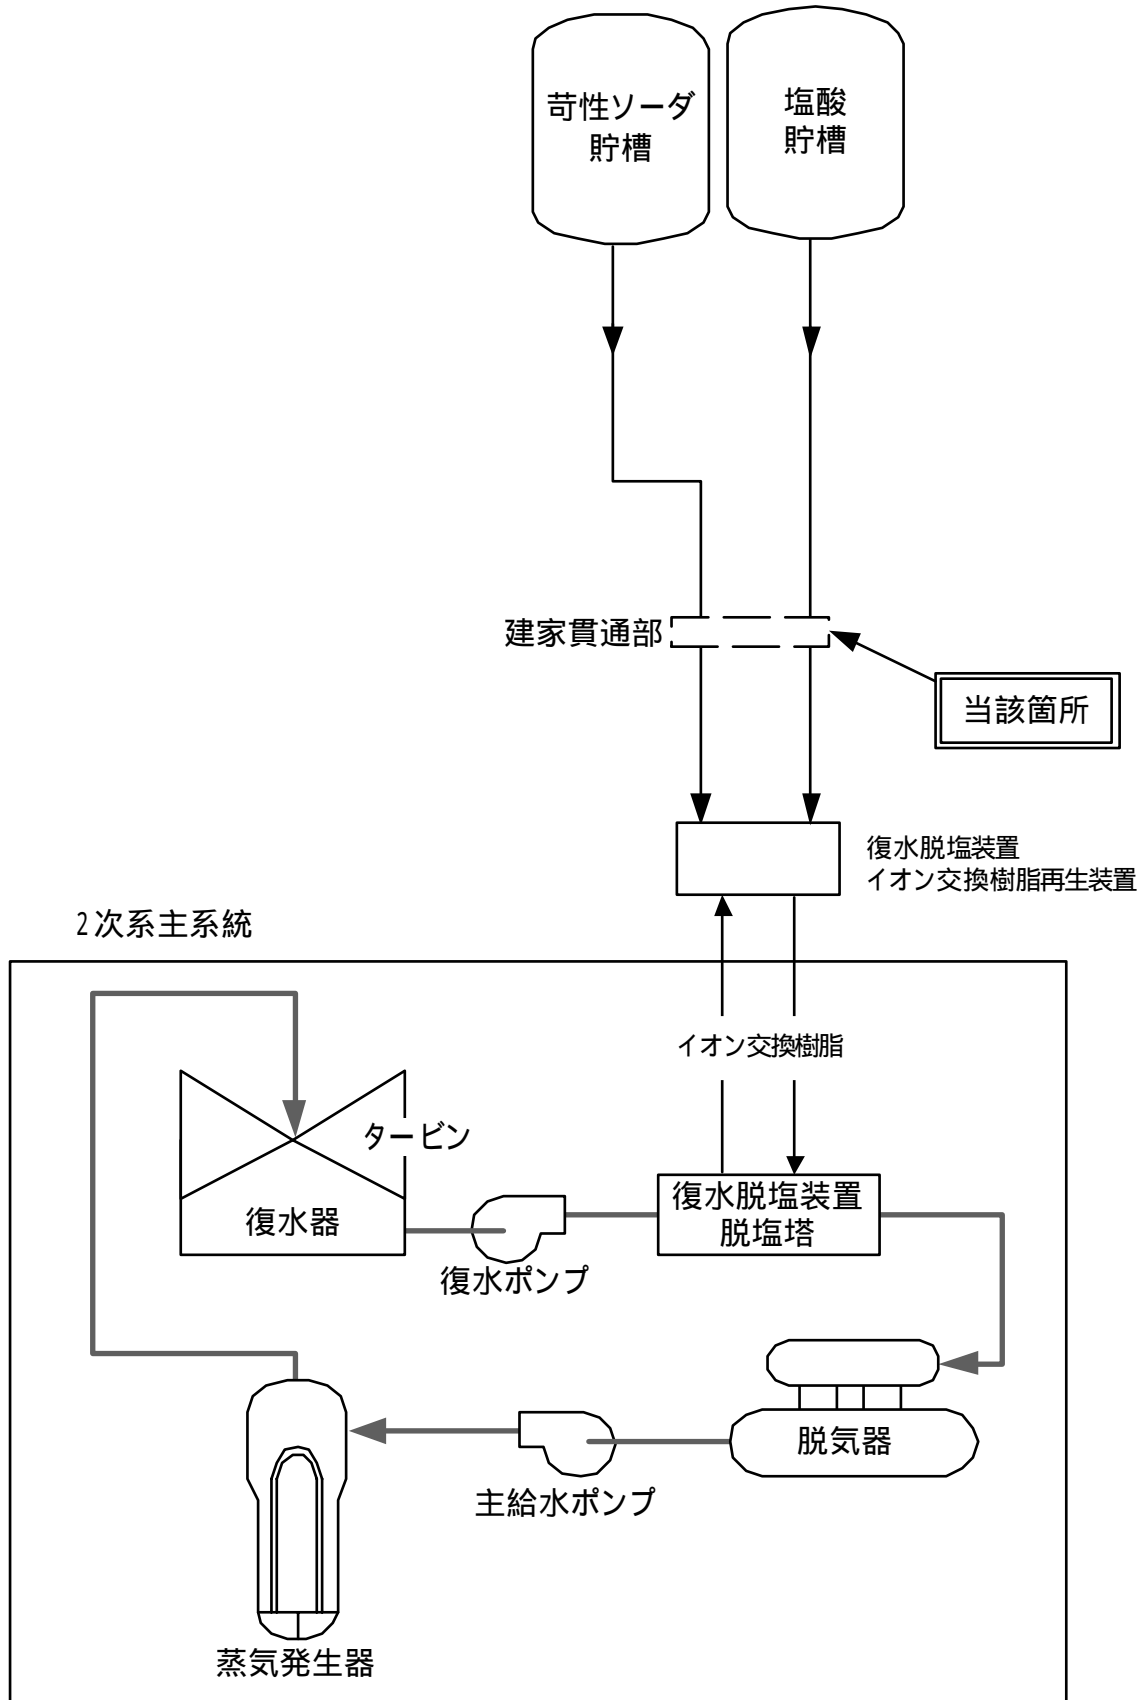 苛性ソーダ
貯槽
塩酸
貯槽
建家貫通部
当該箇所
復水脱塩装置
イオン交換樹脂再生装置
2次系主系統
イオン交換樹脂
タービン
復水器
復水脱塩装置
脱塩塔
復水ポンプ
脱気器
主給水ポンプ
蒸気発生器